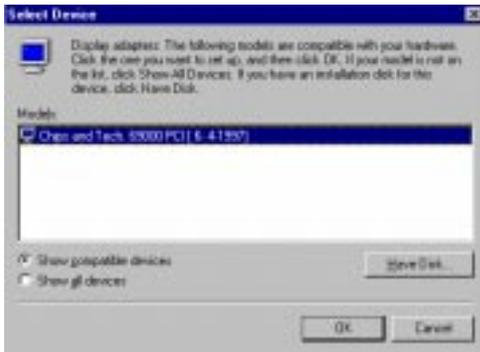 Select Device
Display adapters: The following models are compatible with your hardware.
Click the one you want to set up, and then click OK. If your model is not on
the list, click Show All Devices. If you have an installation disk for this
device, click Have Disk.
Models:
Chips and Tech. 69000 PCI ( 6- 4-1997)
Show compatible devices
Show all devices
Have Disk...
OK
Cancel